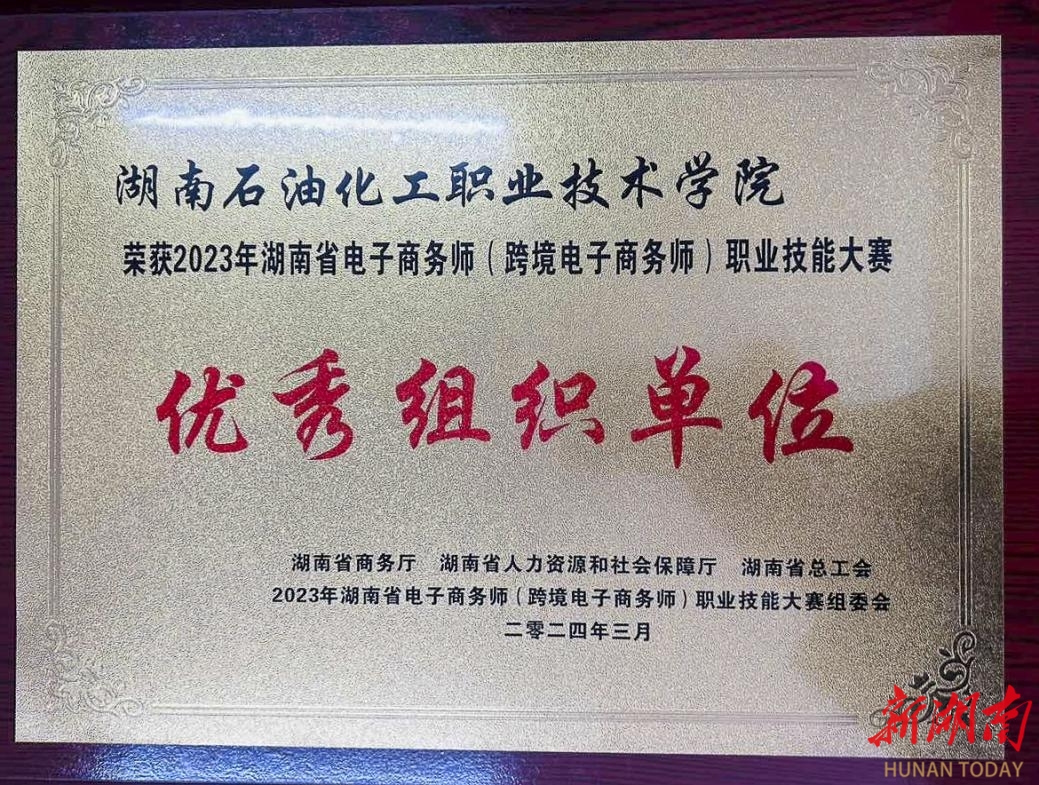 湖南石油化工职业技术学院
荣获2023年湖南省电子商务师（跨境电子商务师）职业技能大赛
优秀组织单位
湖南省商务厅 湖南省人力资源和社会保障厅 湖南省总工会
2023年湖南省电子商务师（跨境电子商务师）职业技能大赛组委会
二零二四年三月
新湖南
HUNAN TODAY